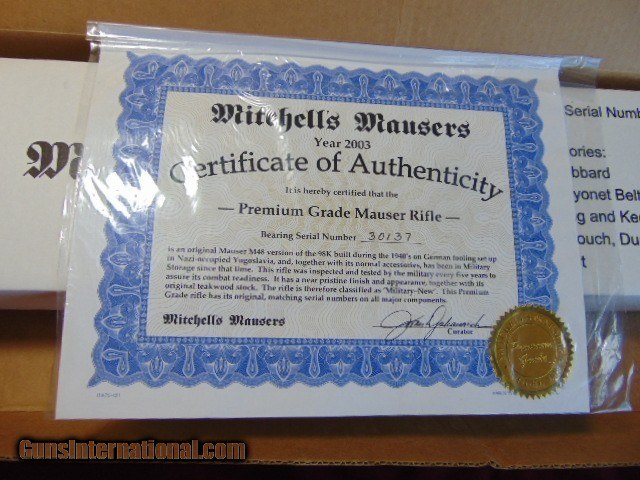 Mitchell's Mausers
Year 2003
Certificate of Authenticity
It is hereby certified that the
— Premium Grade Mauser Rifle —
Bearing Serial Number 30137
is an original Mauser M48 version of the 98K built during the 1948's on German tooling set up
in Nazi-occupied Yugoslavia, and, together with its normal accessories, has been in Military
Storage since that time. This rifle was inspected and tested by the military every five years to
assure its combat readiness. It has a near pristine finish and appearance, together with its
original teakwood stock. The rifle is therefore classified as "Military-New". This Premium
Grade rifle has its original, matching serial numbers on all major components.
Mitchell's Mausers
Curator
Premium
Grade
M
Serial Numb
ories:
bbard
yonet Belt
g and Kee
ouch, Du
t
GunsInternational.com